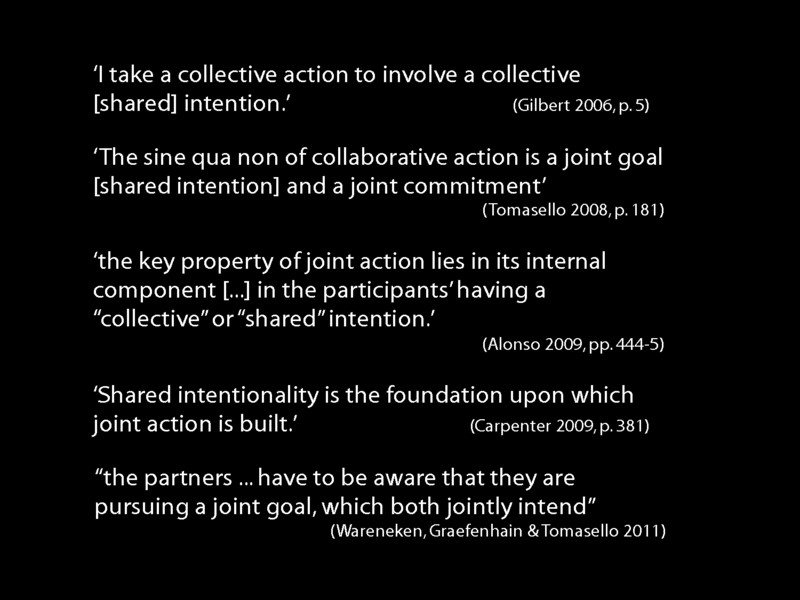 ‘I take a collective action to involve a collective
[shared] intention.’ (Gilbert 2006, p. 5)
‘The sine qua non of collaborative action is a joint goal
[shared intention] and a joint commitment’
(Tomasello 2008, p. 181)
‘the key property of joint action lies in its internal
component [...] in the participants’ having a
“collective” or “shared” intention.’
(Alonso 2009, pp. 444-5)
‘Shared intentionality is the foundation upon which
joint action is built.’ (Carpenter 2009, p. 381)
“the partners ... have to be aware that they are
pursuing a joint goal, which both jointly intend”
(Wareneken, Graefenhain & Tomasello 2011)